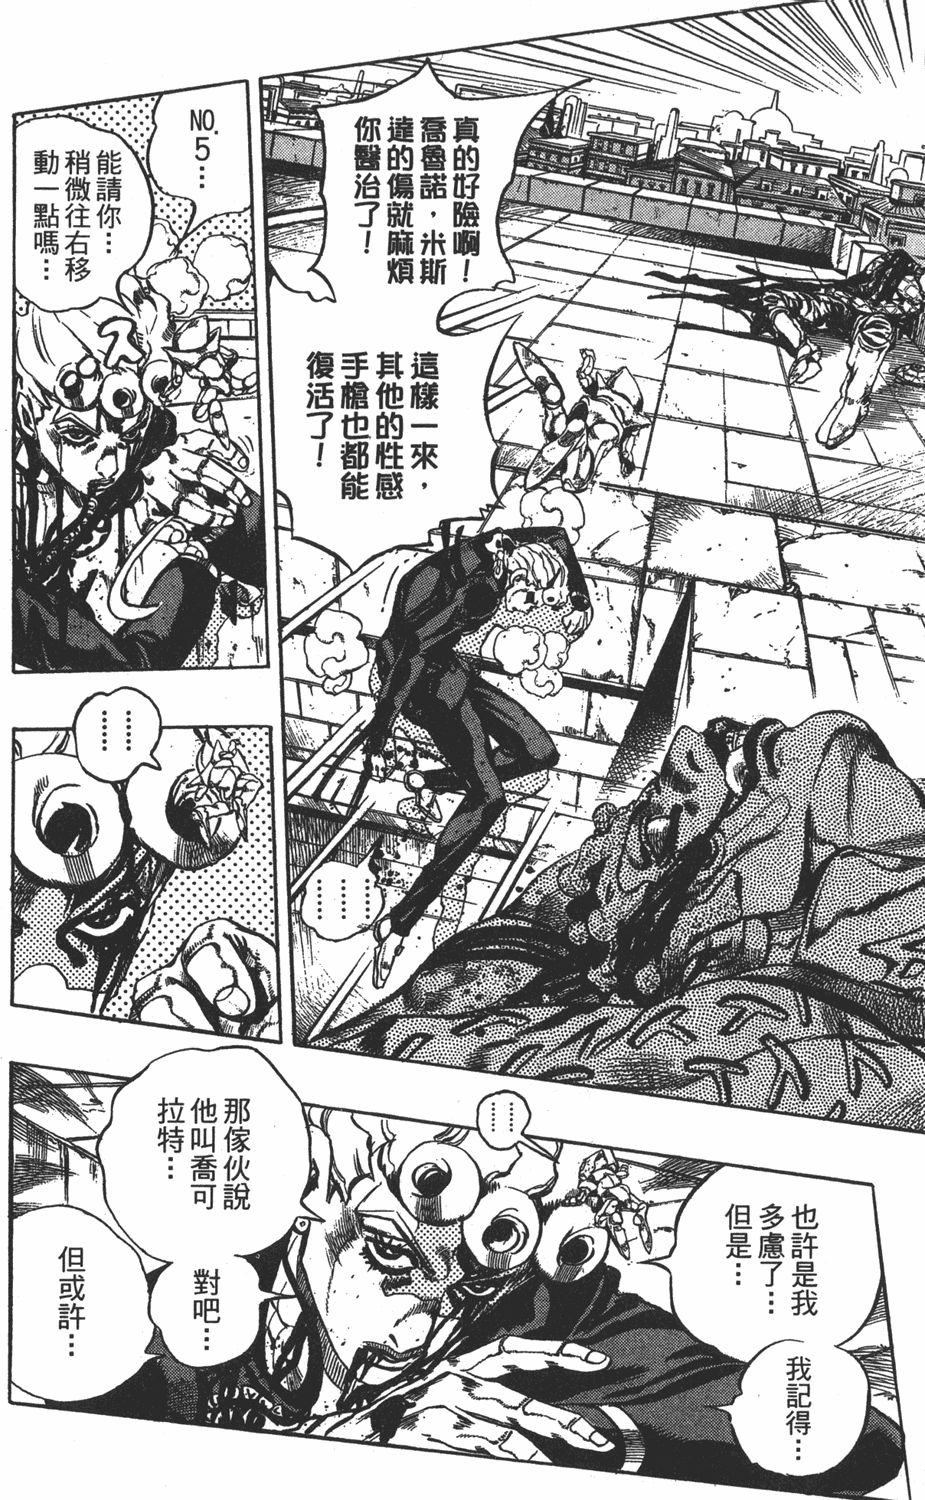 真的好險啊！
喬魯諾，米斯
達的傷就麻煩
你醫治了！
這樣一來，
其他的性感
手槍也都能
復活了！
⋯⋯
NO.5…
能請你…
稍微往右移
動一點嗎…
⋯⋯
⋯⋯
也許是我
多慮了…
但是…
我記得…
那傢伙說
他叫喬可
拉特…
對吧…
但或許…